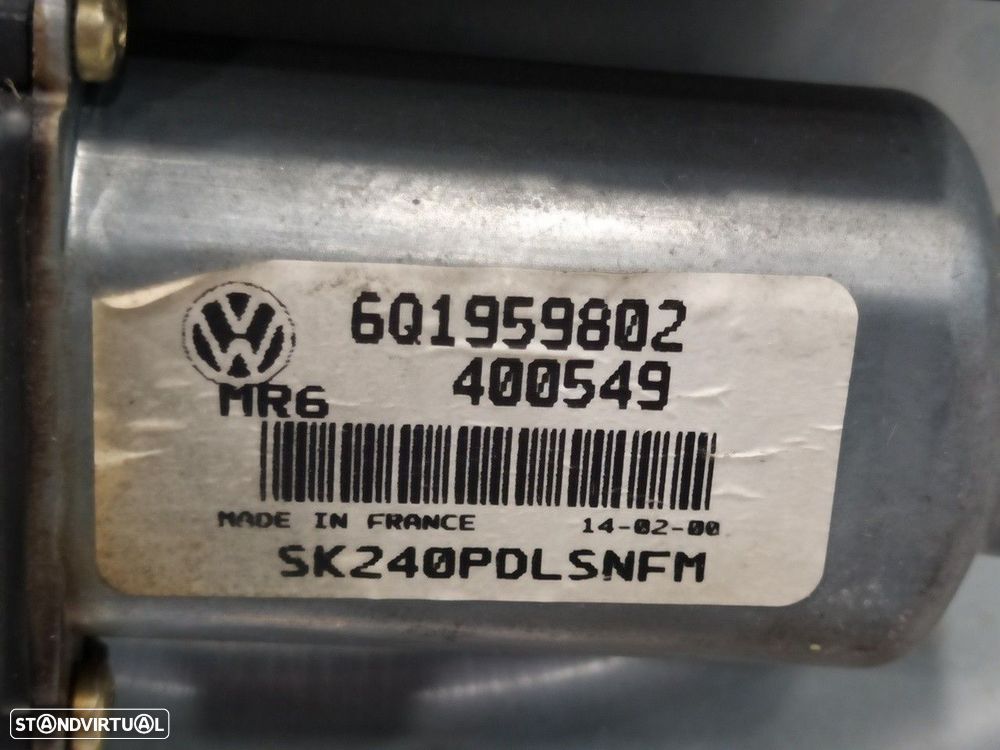 6Q1959802
400549
MR6
MADE IN FRANCE 14-02-00
SK240PDLSNFM
STANDVIRTUAL